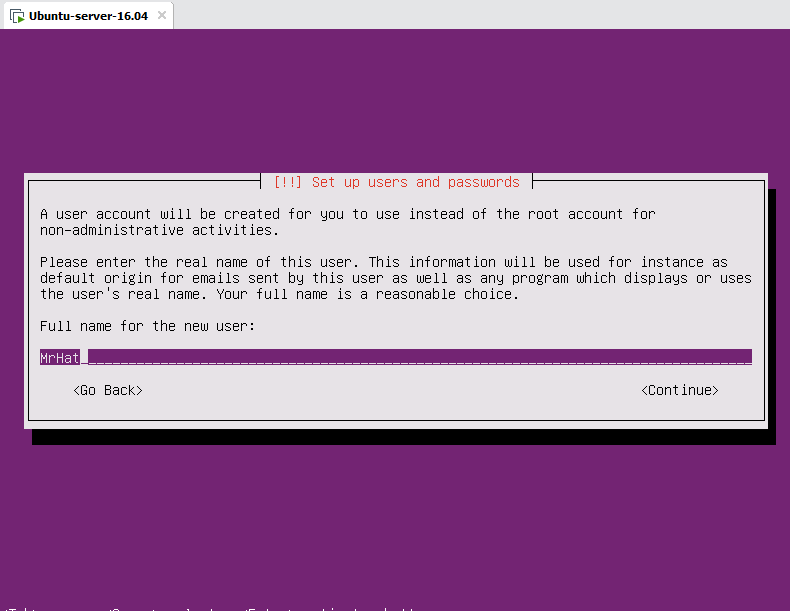 Ubuntu-server-16.04
[!!] Set up users and passwords
A user account will be created for you to use instead of the root account for
non-administrative activities.
Please enter the real name of this user. This information will be used for instance as
default origin for emails sent by this user as well as any program which displays or uses
the user's real name. Your full name is a reasonable choice.
Full name for the new user:
MrHat
<Go Back> <Continue>